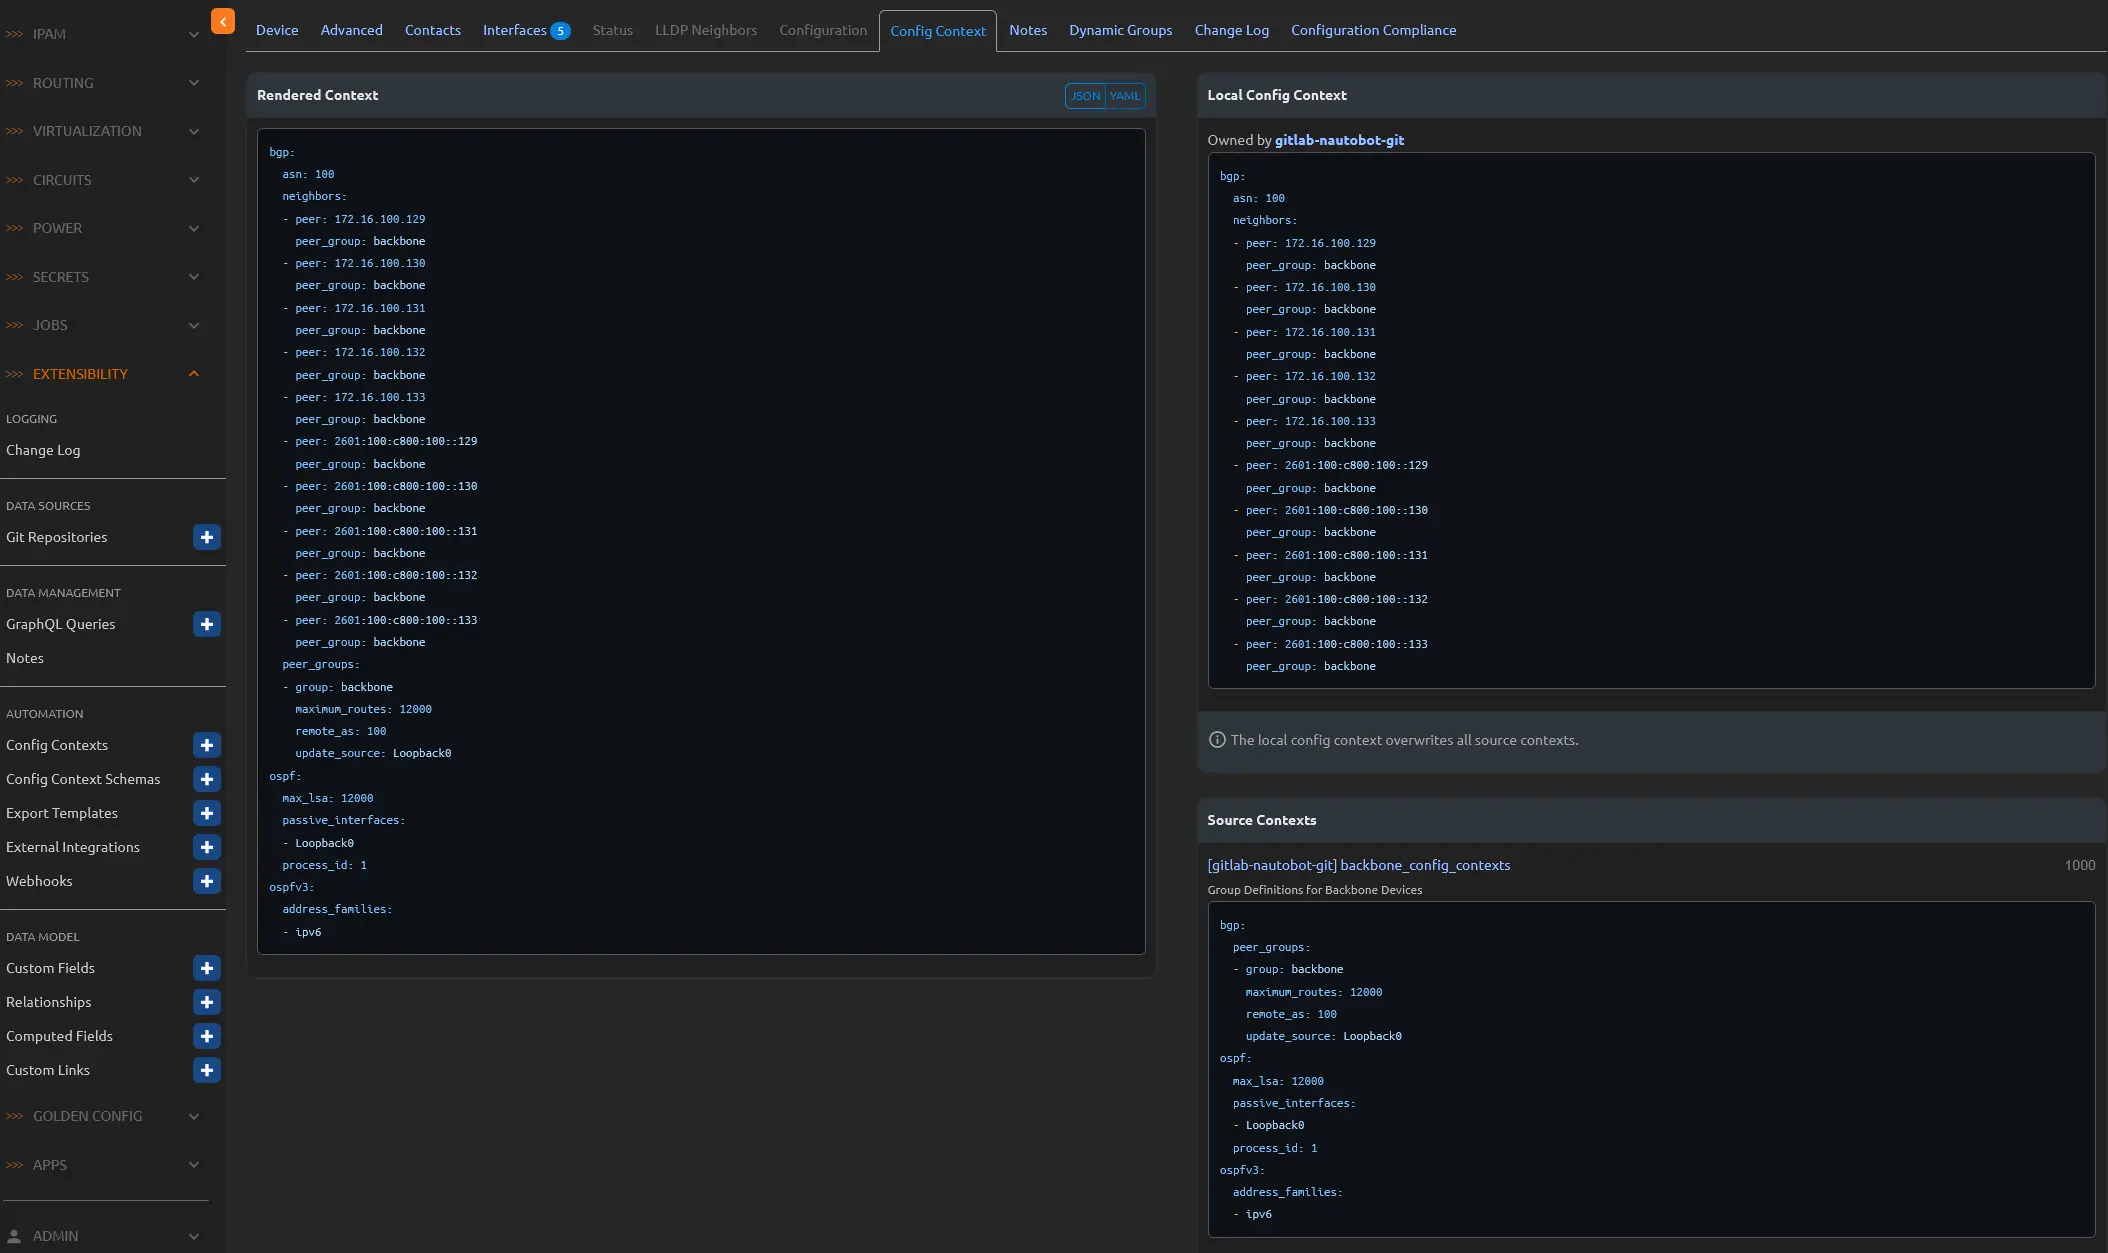 IPAM
ROUTING
VIRTUALIZATION
CIRCUITS
POWER
SECRETS
JOBS
EXTENSIBILITY
LOGGING
Change Log
DATA SOURCES
Git Repositories
DATA MANAGEMENT
GraphQL Queries
Notes
AUTOMATION
Config Contexts
Config Context Schemas
Export Templates
External Integrations
Webhooks
DATA MODEL
Custom Fields
Relationships
Computed Fields
Custom Links
GOLDEN CONFIG
APPS
ADMIN
Device Advanced Contacts Interfaces 5 Status LLDP Neighbors Configuration Config Context Notes Dynamic Groups Change Log Configuration Compliance
Rendered Context JSON YAML
bgp:
  asn: 100
  neighbors:
  - peer: 172.16.100.129
    peer_group: backbone
  - peer: 172.16.100.130
    peer_group: backbone
  - peer: 172.16.100.131
    peer_group: backbone
  - peer: 172.16.100.132
    peer_group: backbone
  - peer: 172.16.100.133
    peer_group: backbone
  - peer: 2601:100:c800:100::129
    peer_group: backbone
  - peer: 2601:100:c800:100::130
    peer_group: backbone
  - peer: 2601:100:c800:100::131
    peer_group: backbone
  - peer: 2601:100:c800:100::132
    peer_group: backbone
  - peer: 2601:100:c800:100::133
    peer_group: backbone
  peer_groups:
  - group: backbone
    maximum_routes: 12000
    remote_as: 100
    update_source: Loopback0
ospf:
  max_lsa: 12000
  passive_interfaces:
  - Loopback0
  process_id: 1
ospfv3:
  address_families:
  - ipv6
Local Config Context
Owned by gitlab-nautobot-git
bgp:
  asn: 100
  neighbors:
  - peer: 172.16.100.129
    peer_group: backbone
  - peer: 172.16.100.130
    peer_group: backbone
  - peer: 172.16.100.131
    peer_group: backbone
  - peer: 172.16.100.132
    peer_group: backbone
  - peer: 172.16.100.133
    peer_group: backbone
  - peer: 2601:100:c800:100::129
    peer_group: backbone
  - peer: 2601:100:c800:100::130
    peer_group: backbone
  - peer: 2601:100:c800:100::131
    peer_group: backbone
  - peer: 2601:100:c800:100::132
    peer_group: backbone
  - peer: 2601:100:c800:100::133
    peer_group: backbone
The local config context overwrites all source contexts.
Source Contexts
[gitlab-nautobot-git] backbone_config_contexts 1000
Group Definitions for Backbone Devices
bgp:
  peer_groups:
  - group: backbone
    maximum_routes: 12000
    remote_as: 100
    update_source: Loopback0
ospf:
  max_lsa: 12000
  passive_interfaces:
  - Loopback0
  process_id: 1
ospfv3:
  address_families:
  - ipv6